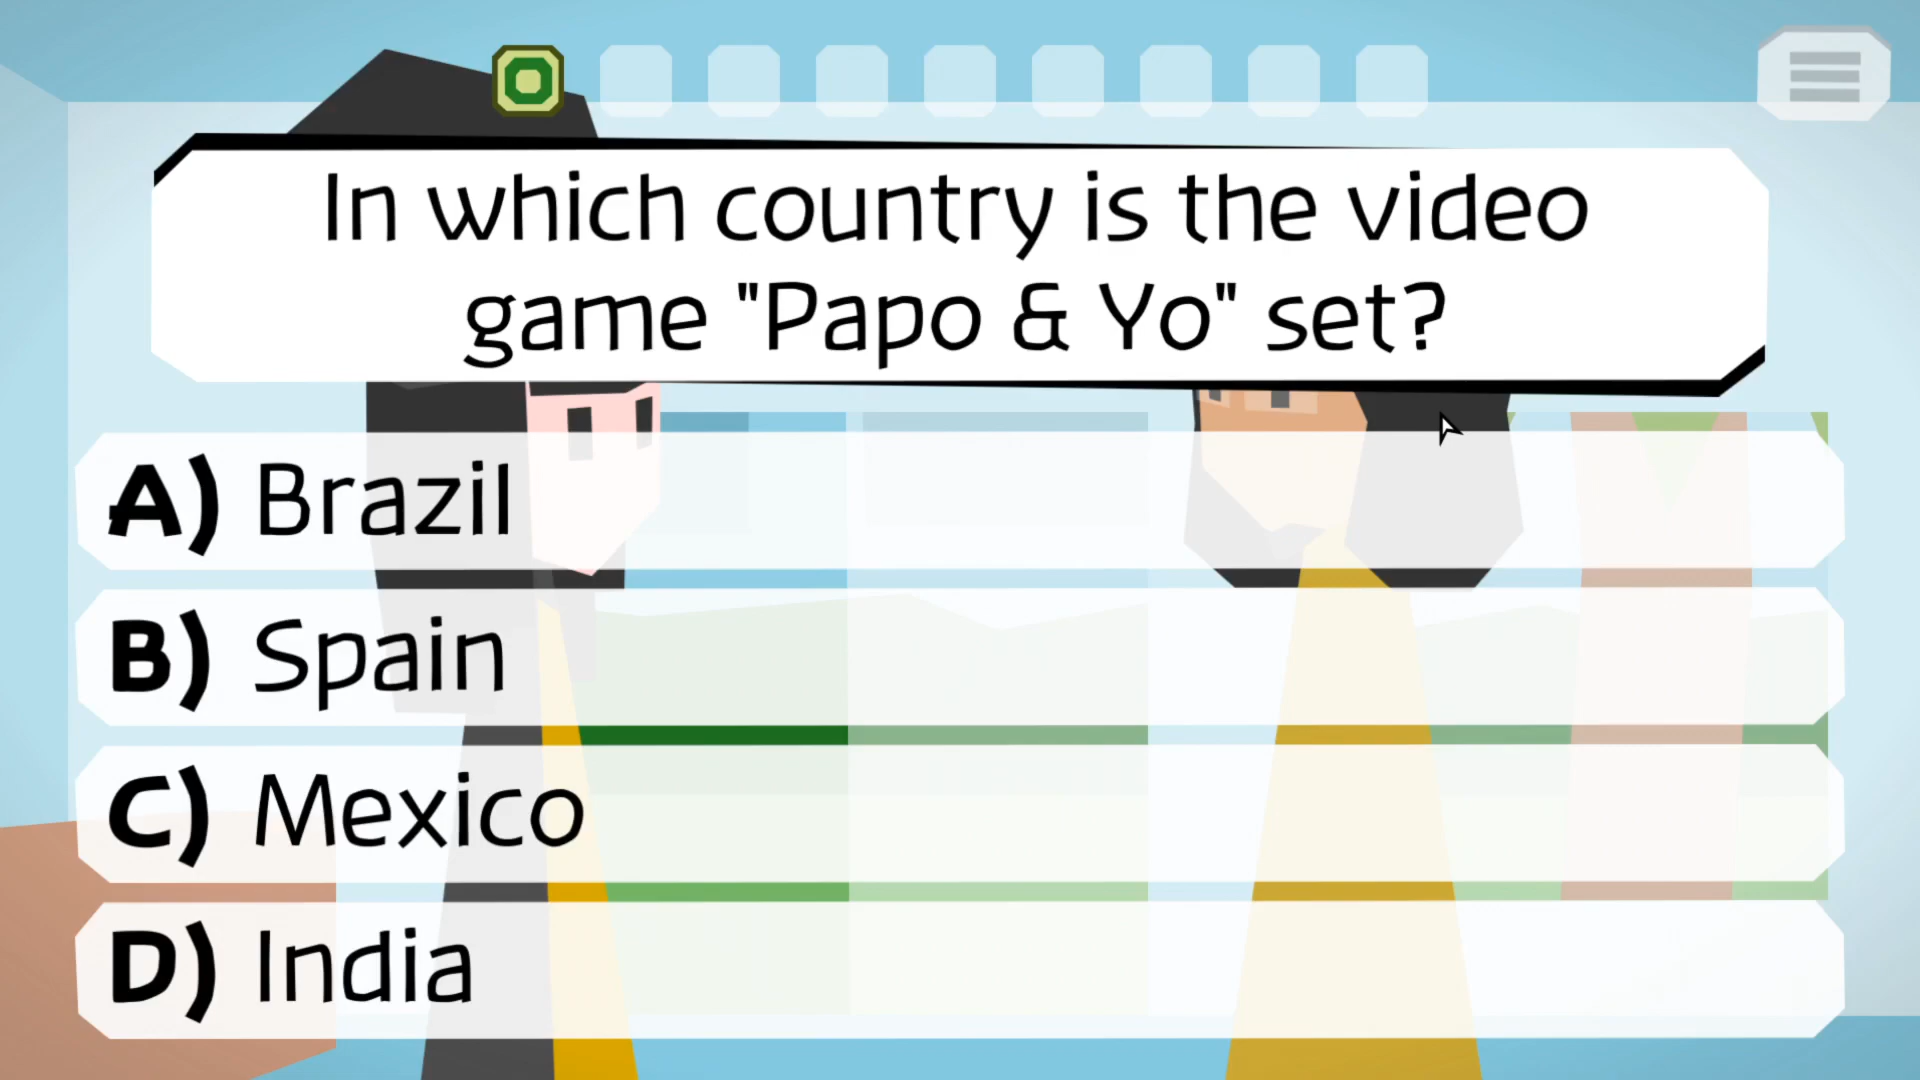 In which country is the video
game "Papo & Yo" set?
A) Brazil
B) Spain
C) Mexico
D) India